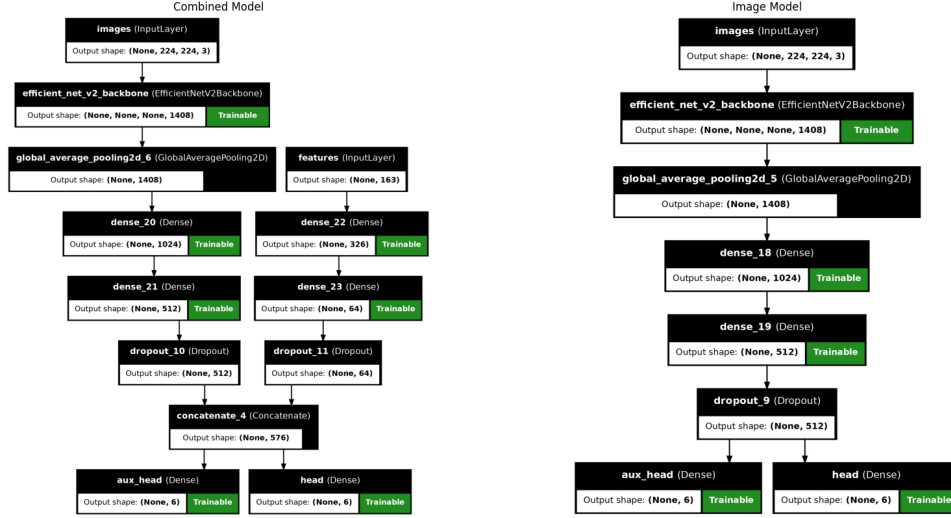 Combined Model
images (InputLayer)
Output shape: (None, 224, 224, 3)
efficient_net_v2_backbone (EfficientNetV2Backbone)
Output shape: (None, None, None, 1408)
Trainable
global_average_pooling2d_6 (GlobalAveragePooling2D)
Output shape: (None, 1408)
features (InputLayer)
Output shape: (None, 163)
dense_20 (Dense)
Output shape: (None, 1024)
Trainable
dense_22 (Dense)
Output shape: (None, 326)
Trainable
dense_21 (Dense)
Output shape: (None, 512)
Trainable
dense_23 (Dense)
Output shape: (None, 64)
Trainable
dropout_10 (Dropout)
Output shape: (None, 512)
dropout_11 (Dropout)
Output shape: (None, 64)
concatenate_4 (Concatenate)
Output shape: (None, 576)
aux_head (Dense)
Output shape: (None, 6)
Trainable
head (Dense)
Output shape: (None, 6)
Trainable
Image Model
images (InputLayer)
Output shape: (None, 224, 224, 3)
efficient_net_v2_backbone (EfficientNetV2Backbone)
Output shape: (None, None, None, 1408)
Trainable
global_average_pooling2d_5 (GlobalAveragePooling2D)
Output shape: (None, 1408)
dense_18 (Dense)
Output shape: (None, 1024)
Trainable
dense_19 (Dense)
Output shape: (None, 512)
Trainable
dropout_9 (Dropout)
Output shape: (None, 512)
aux_head (Dense)
Output shape: (None, 6)
Trainable
head (Dense)
Output shape: (None, 6)
Trainable